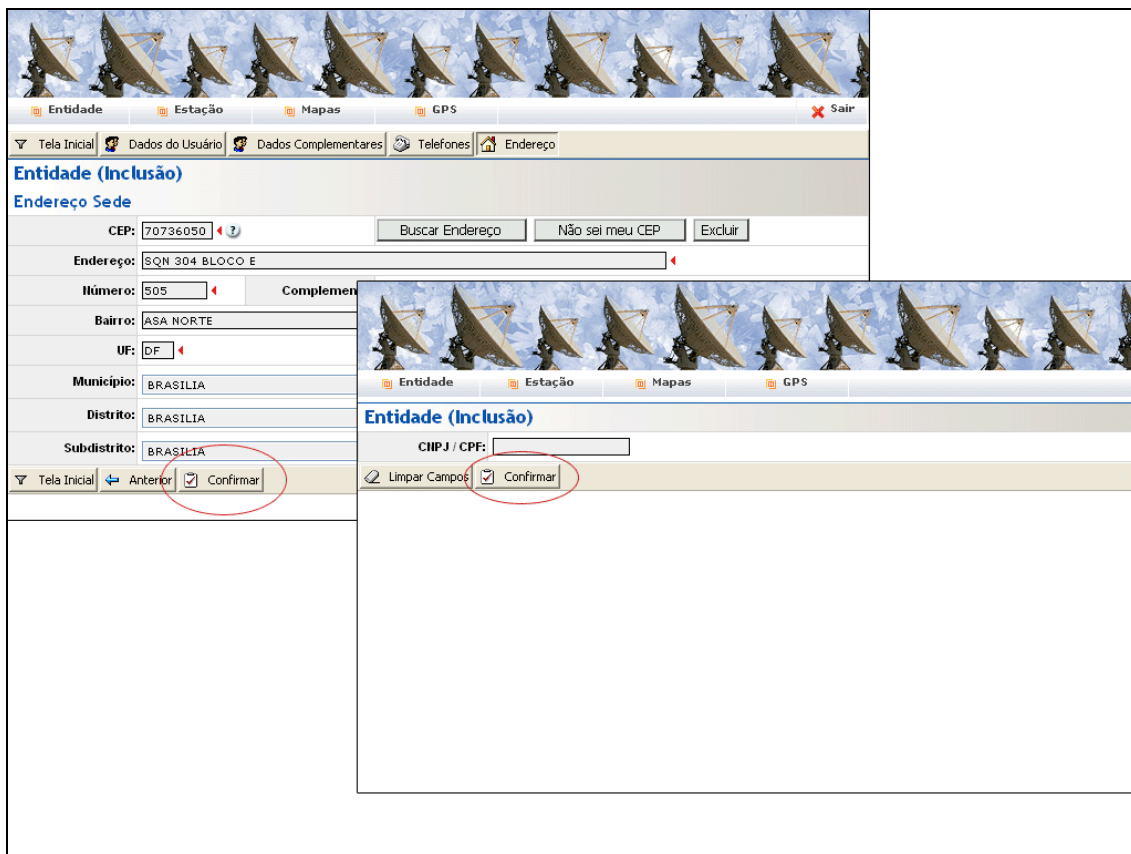 Entidade Estação Mapas GPS Sair
Tela Inicial Dados do Usuário Dados Complementares Telefones Endereço
Entidade (Inclusão)
Endereço Sede
CEP: 70736050 ? Buscar Endereço Não sei meu CEP Excluir
Endereço: SQN 304 BLOCO E
Número: 505 Complemen
Bairro: ASA NORTE
UF: DF
Município: BRASILIA
Distrito: BRASILIA
Subdistrito: BRASILIA
Tela Inicial Anterior Confirmar
Entidade Estação Mapas GPS
Entidade (Inclusão)
CNPJ / CPF:
Limpar Campos Confirmar